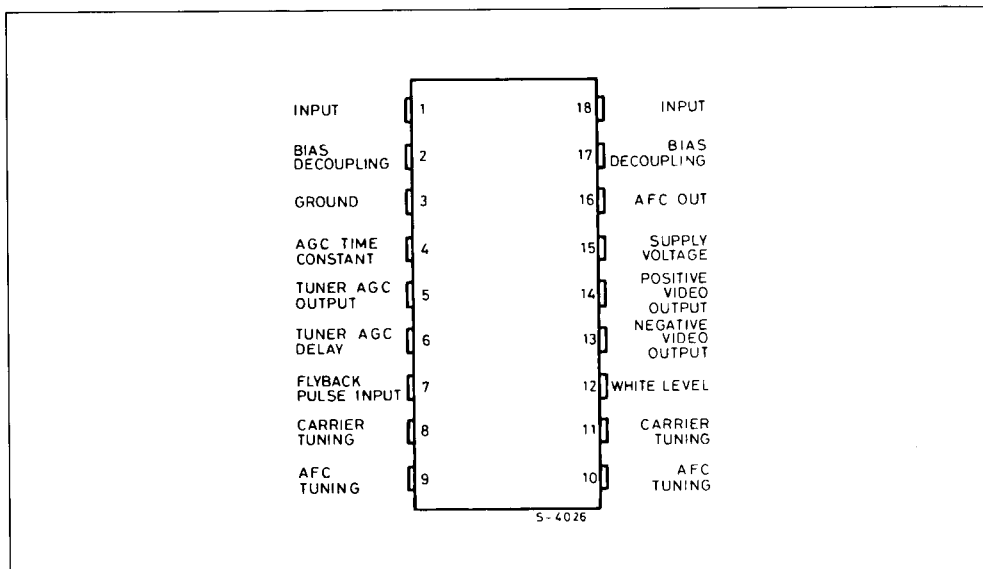 INPUT 1
BIAS
DECOUPLING 2
GROUND 3
AGC TIME
CONSTANT 4
TUNER AGC
OUTPUT 5
TUNER AGC
DELAY 6
FLYBACK
PULSE INPUT 7
CARRIER
TUNING 8
AFC
TUNING 9
18 INPUT
17 BIAS
DECOUPLING
16 AFC OUT
15 SUPPLY
VOLTAGE
14 POSITIVE
VIDEO
OUTPUT
13 NEGATIVE
VIDEO
OUTPUT
12 WHITE LEVEL
11 CARRIER
TUNING
10 AFC
TUNING
S-4026